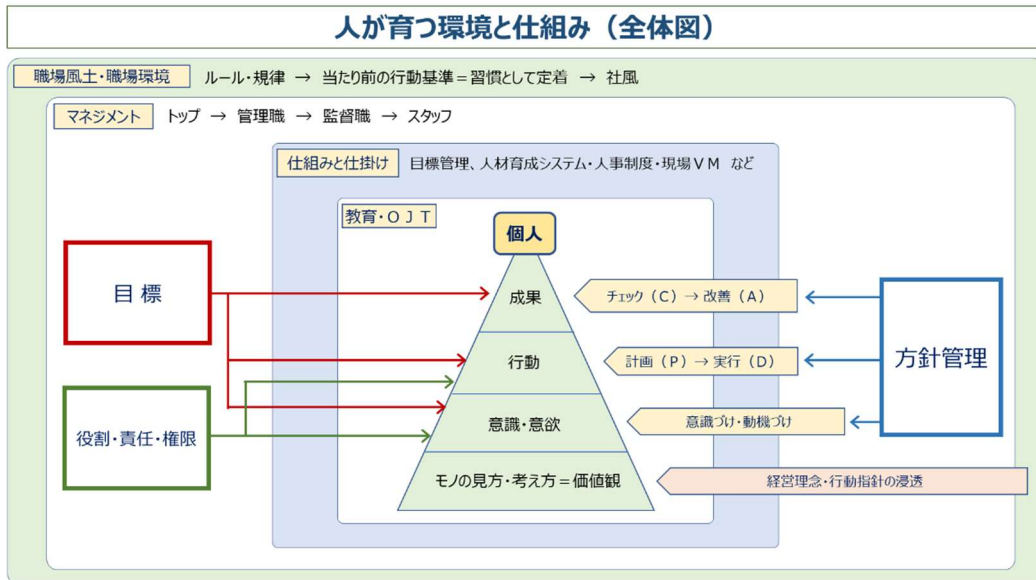 人が育つ環境と仕組み（全体図）
職場風土・職場環境 ルール・規律 → 当たり前の行動基準＝習慣として定着 → 社風
マネジメント トップ → 管理職 → 監督職 → スタッフ
仕組みと仕掛け 目標管理、人材育成システム・人事制度・現場ＶＭ など
教育・ＯＪＴ
個人
目標
成果
チェック（C）→ 改善（A）
行動
計画（P）→ 実行（D）
方針管理
役割・責任・権限
意識・意欲
意識づけ・動機づけ
モノの見方・考え方＝価値観
経営理念・行動指針の浸透